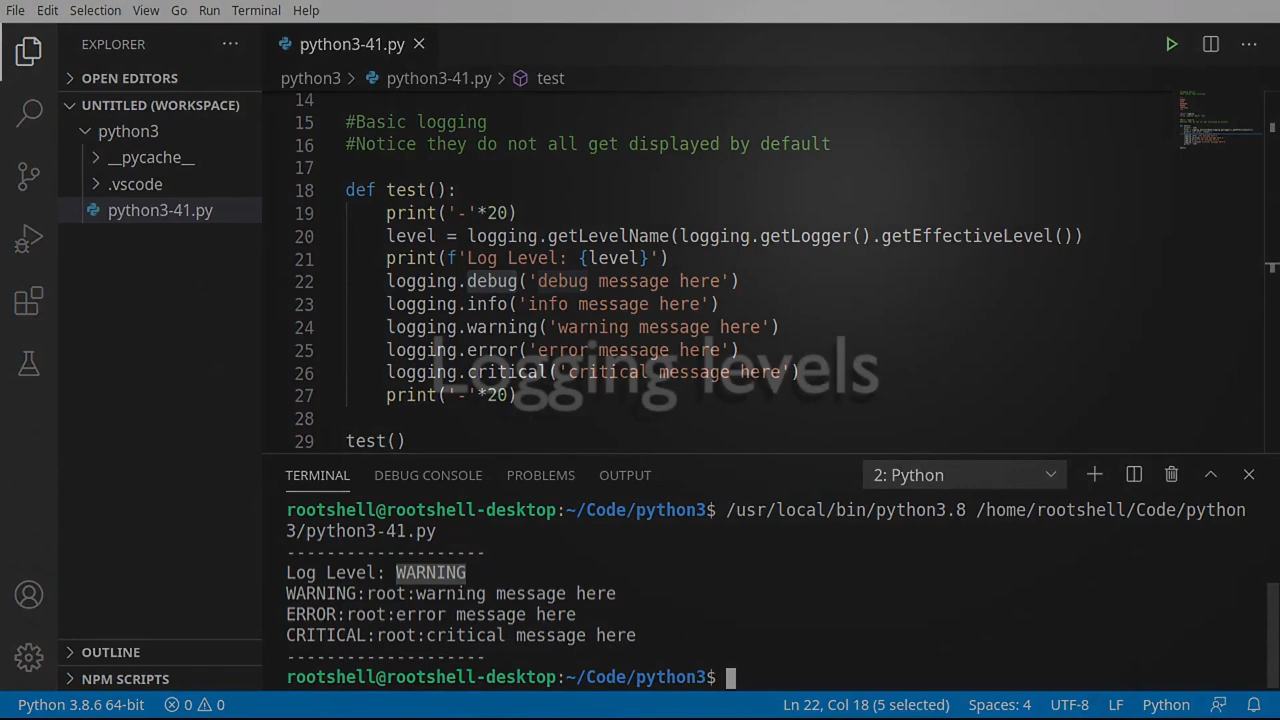 File Edit Selection View Go Run Terminal Help
EXPLORER
python3-41.py
OPEN EDITORS
python3 > python3-41.py > test
UNTITLED (WORKSPACE)
python3
__pycache__
.vscode
python3-41.py
14
15 #Basic logging
16 #Notice they do not all get displayed by default
17
18 def test():
19 print('-'*20)
20 level = logging.getLevelName(logging.getLogger().getEffectiveLevel())
21 print(f'Log Level: {level}')
22 logging.debug('debug message here')
23 logging.info('info message here')
24 logging.warning('warning message here')
25 logging.error('error message here')
26 logging.critical('critical message here')
27 print('-'*20)
28
29 test()
Logging levels
TERMINAL DEBUG CONSOLE PROBLEMS OUTPUT 2: Python
rootshell@rootshell-desktop:~/Code/python3$ /usr/local/bin/python3.8 /home/rootshell/Code/python
3/python3-41.py
--------------------
Log Level: WARNING
WARNING:root:warning message here
ERROR:root:error message here
CRITICAL:root:critical message here
--------------------
rootshell@rootshell-desktop:~/Code/python3$
OUTLINE
NPM SCRIPTS
Python 3.8.6 64-bit 0 0 Ln 22, Col 18 (5 selected) Spaces: 4 UTF-8 LF Python